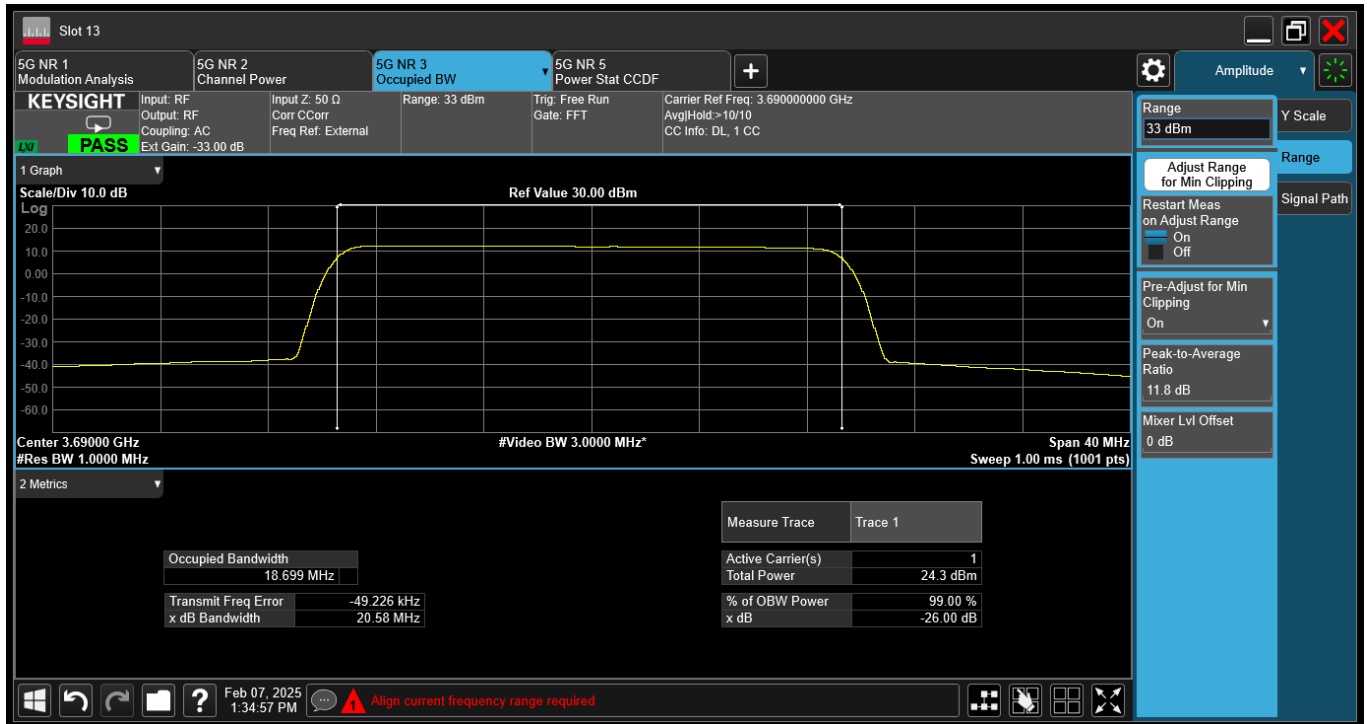 Slot 13
5G NR 1
Modulation Analysis
5G NR 2
Channel Power
5G NR 3
Occupied BW
5G NR 5
Power Stat CCDF
Amplitude
KEYSIGHT
LXI
PASS
Input: RF
Output: RF
Coupling: AC
Ext Gain: -33.00 dB
Input Z: 50 Ω
Corr CCorr
Freq Ref: External
Range: 33 dBm
Trig: Free Run
Gate: FFT
Carrier Ref Freq: 3.690000000 GHz
Avg|Hold:>10/10
CC Info: DL, 1 CC
1 Graph
Scale/Div 10.0 dB
Ref Value 30.00 dBm
Log
20.0
10.0
0.00
-10.0
-20.0
-30.0
-40.0
-50.0
-60.0
Center 3.69000 GHz
#Video BW 3.0000 MHz*
Span 40 MHz
#Res BW 1.0000 MHz
Sweep 1.00 ms (1001 pts)
2 Metrics
Measure Trace Trace 1
Occupied Bandwidth
18.699 MHz
Transmit Freq Error -49.226 kHz
x dB Bandwidth 20.58 MHz
Active Carrier(s) 1
Total Power 24.3 dBm
% of OBW Power 99.00 %
x dB -26.00 dB
Range
33 dBm
Adjust Range
for Min Clipping
Restart Meas
on Adjust Range
On
Off
Pre-Adjust for Min
Clipping
On
Peak-to-Average
Ratio
11.8 dB
Mixer Lvl Offset
0 dB
Y Scale
Range
Signal Path
Feb 07, 2025
1:34:57 PM
1
Align current frequency range required